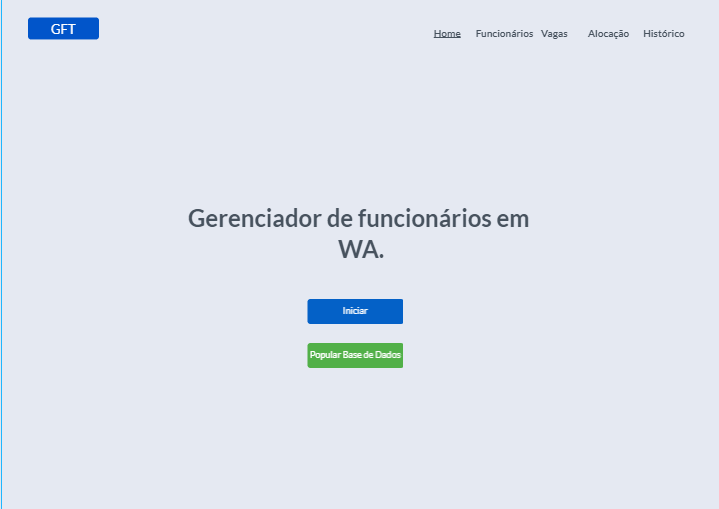 GFT
Home Funcionários Vagas Alocação Histórico
Gerenciador de funcionários em
WA.
Iniciar
Popular Base de Dados